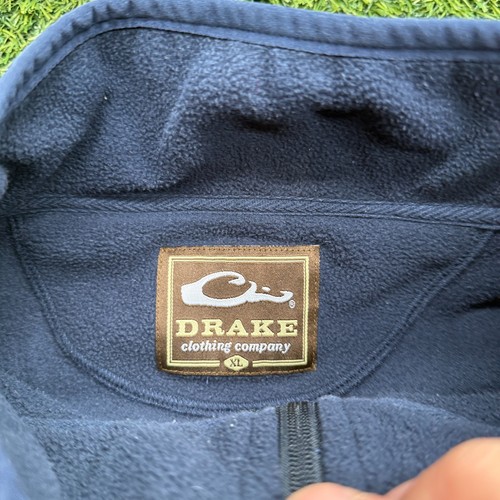 ®
DRAKE
clothing company
XL